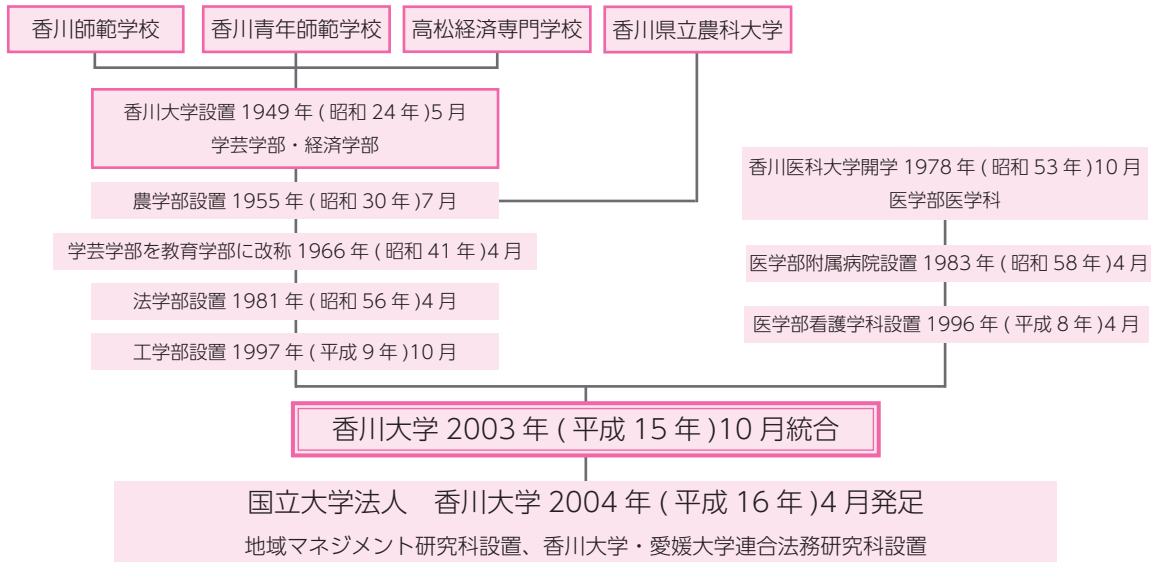 香川師範学校
香川青年師範学校
高松経済専門学校
香川県立農科大学
香川大学設置 1949 年 ( 昭和 24 年 )5 月
学芸学部・経済学部
農学部設置 1955 年 ( 昭和 30 年 )7 月
学芸学部を教育学部に改称 1966 年 ( 昭和 41 年 )4 月
法学部設置 1981 年 ( 昭和 56 年 )4 月
工学部設置 1997 年 ( 平成 9 年 )10 月
香川医科大学開学 1978 年 ( 昭和 53 年 )10 月
医学部医学科
医学部附属病院設置 1983 年 ( 昭和 58 年 )4 月
医学部看護学科設置 1996 年 ( 平成 8 年 )4 月
香川大学 2003 年 ( 平成 15 年 )10 月統合
国立大学法人　香川大学 2004 年 ( 平成 16 年 )4 月発足
地域マネジメント研究科設置、香川大学・愛媛大学連合法務研究科設置